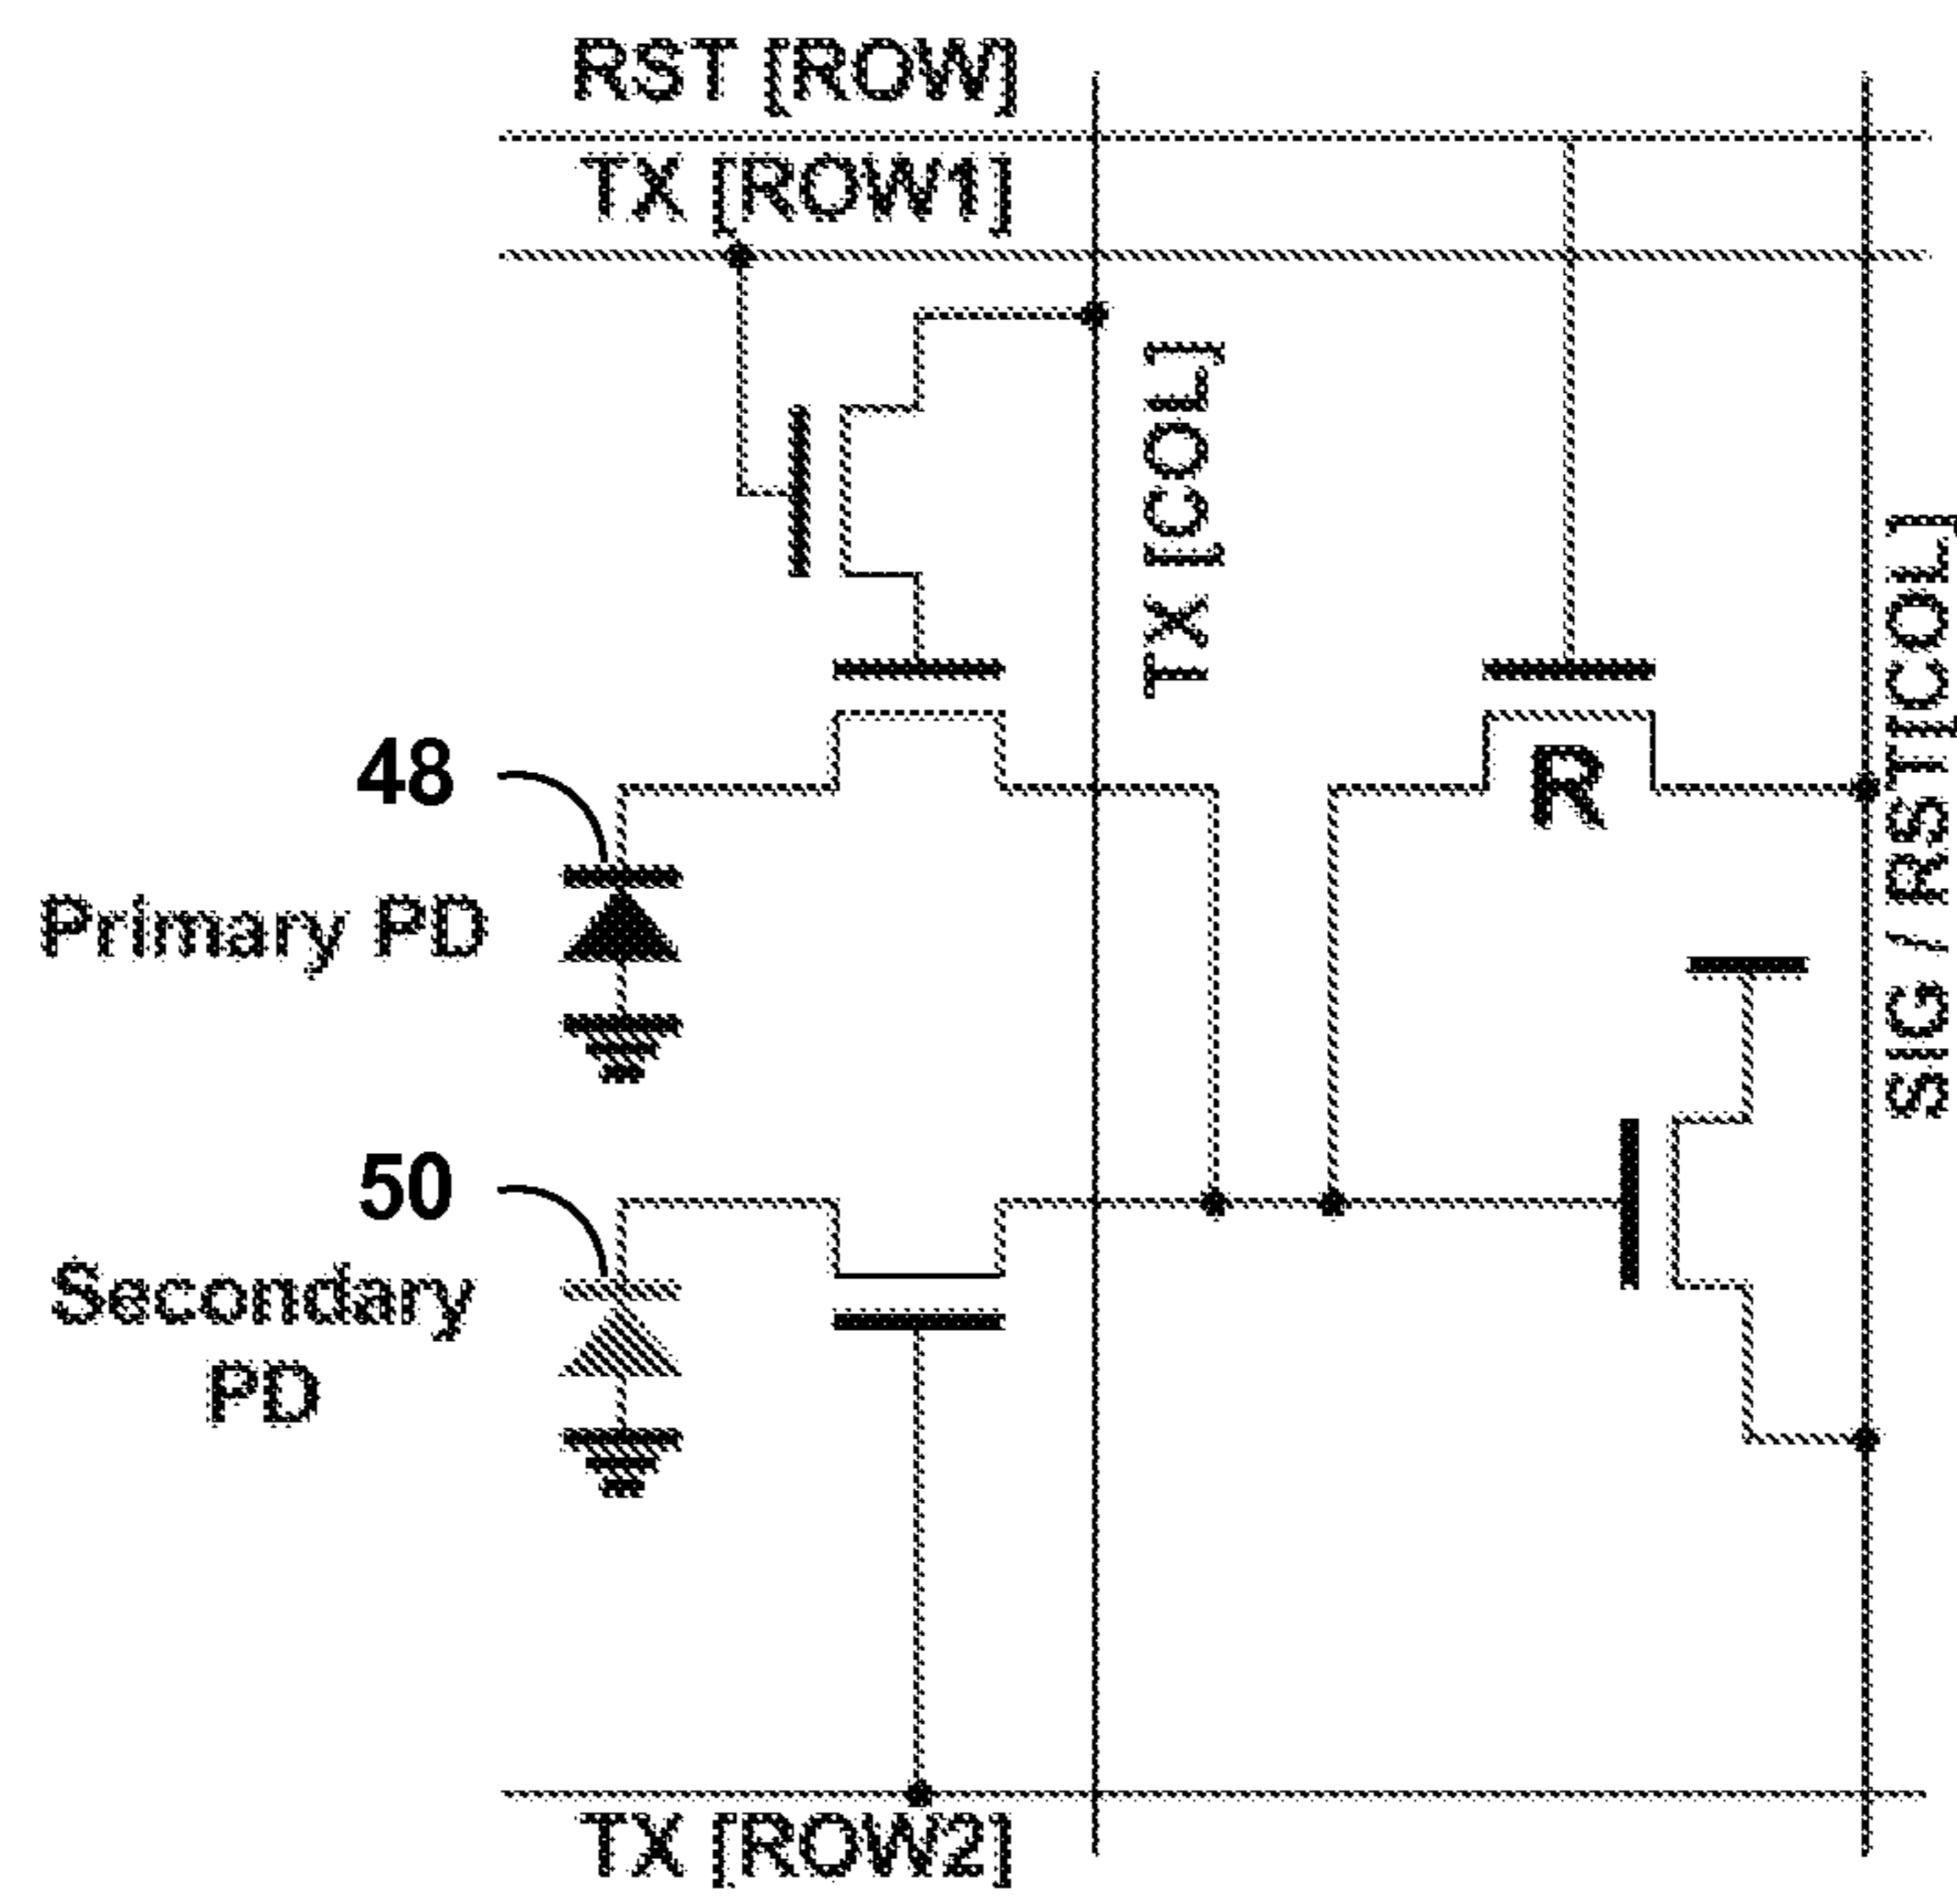 RST [ROW]
TX [ROW1]
TX [COL]
48
R
Primary PD
SIG / RST[COL]
50
Secondary
PD
TX [ROW2]